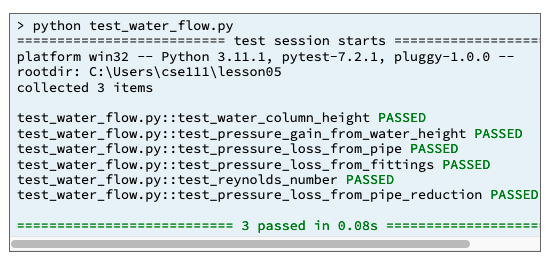 > python test_water_flow.py
========================== test session starts ==================
platform win32 -- Python 3.11.1, pytest-7.2.1, pluggy-1.0.0 --
rootdir: C:\Users\cse111\lesson05
collected 3 items
test_water_flow.py::test_water_column_height PASSED
test_water_flow.py::test_pressure_gain_from_water_height PASSED
test_water_flow.py::test_pressure_loss_from_pipe PASSED
test_water_flow.py::test_pressure_loss_from_fittings PASSED
test_water_flow.py::test_reynolds_number PASSED
test_water_flow.py::test_pressure_loss_from_pipe_reduction PASSED
=========================== 3 passed in 0.08s ===================